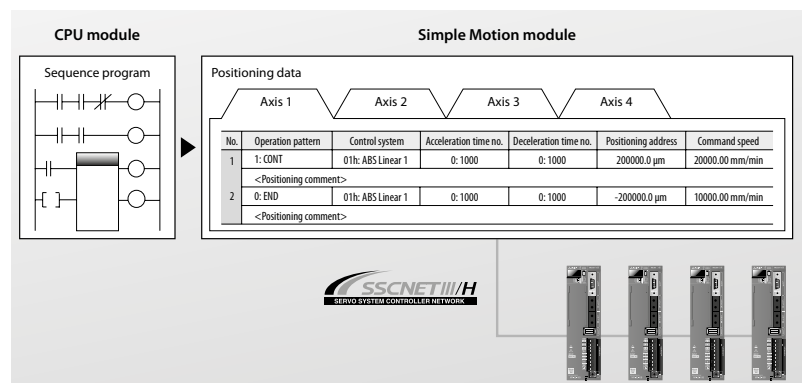 CPU module
Simple Motion module
Sequence program
Positioning data
Axis 1 Axis 2 Axis 3 Axis 4
No. Operation pattern Control system Acceleration time no. Deceleration time no. Positioning address Command speed
1 1: CONT 01h: ABS Linear 1 0: 1000 0: 1000 200000.0 µm 20000.00 mm/min
<Positioning comment>
2 0: END 01h: ABS Linear 1 0: 1000 0: 1000 -200000.0 µm 10000.00 mm/min
<Positioning comment>
SSCNETIII/H
SERVO SYSTEM CONTROLLER NETWORK